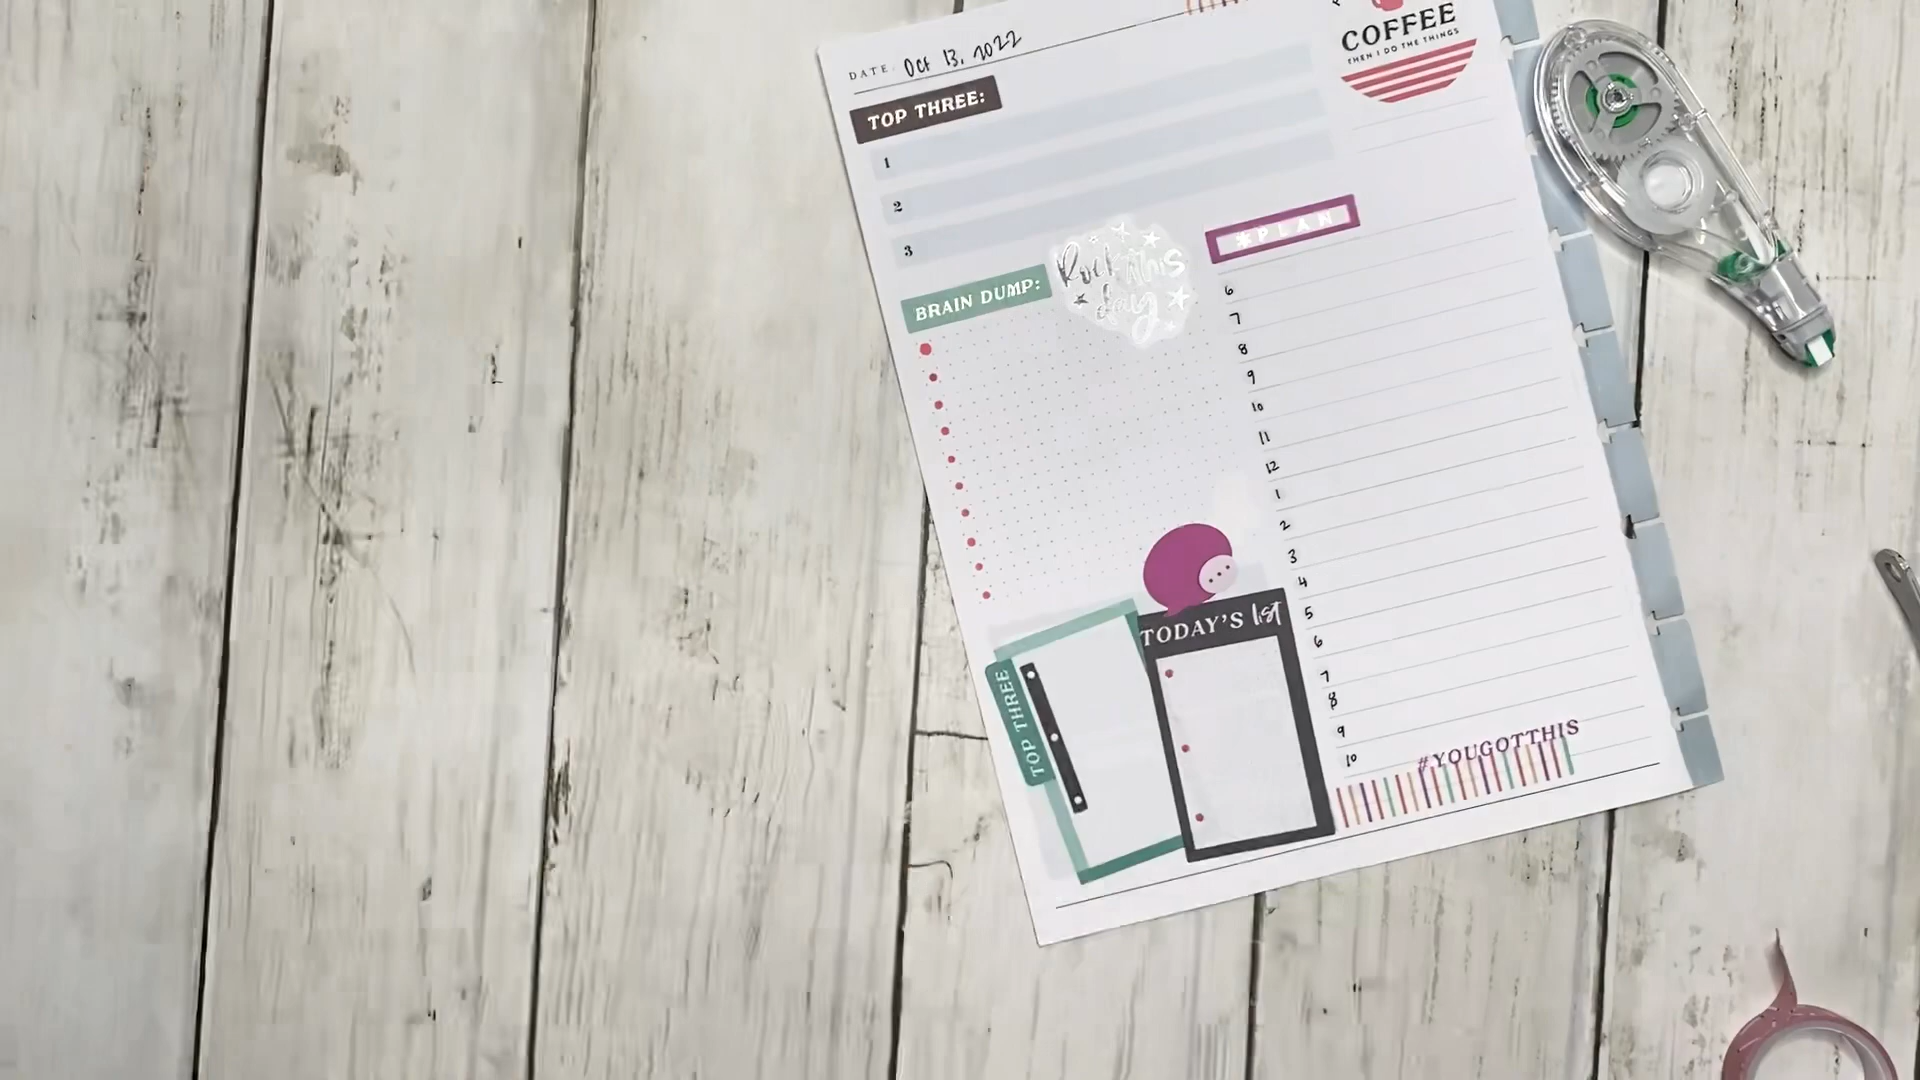 DATE: Oct 13, 2022
COFFEE
THEN I DO THE THINGS
TOP THREE:
1
2
3
BRAIN DUMP:
Rock this
day
*PLAN
6
7
8
9
10
11
12
1
2
3
4
5
6
7
8
9
10
TOP THREE
TODAY'S list
#YOUGOTTHIS